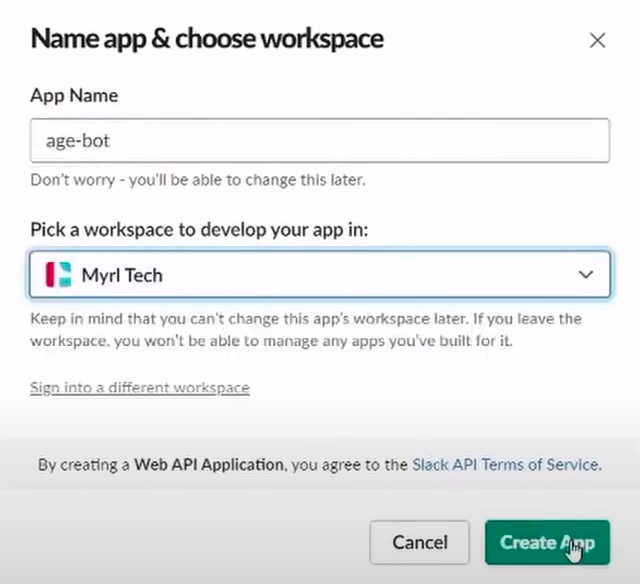 Name app & choose workspace
App Name
age-bot
Don't worry - you'll be able to change this later.
Pick a workspace to develop your app in:
Myrl Tech
Keep in mind that you can't change this app's workspace later. If you leave the
workspace, you won't be able to manage any apps you've built for it.
Sign into a different workspace
By creating a Web API Application, you agree to the Slack API Terms of Service.
Cancel
Create App